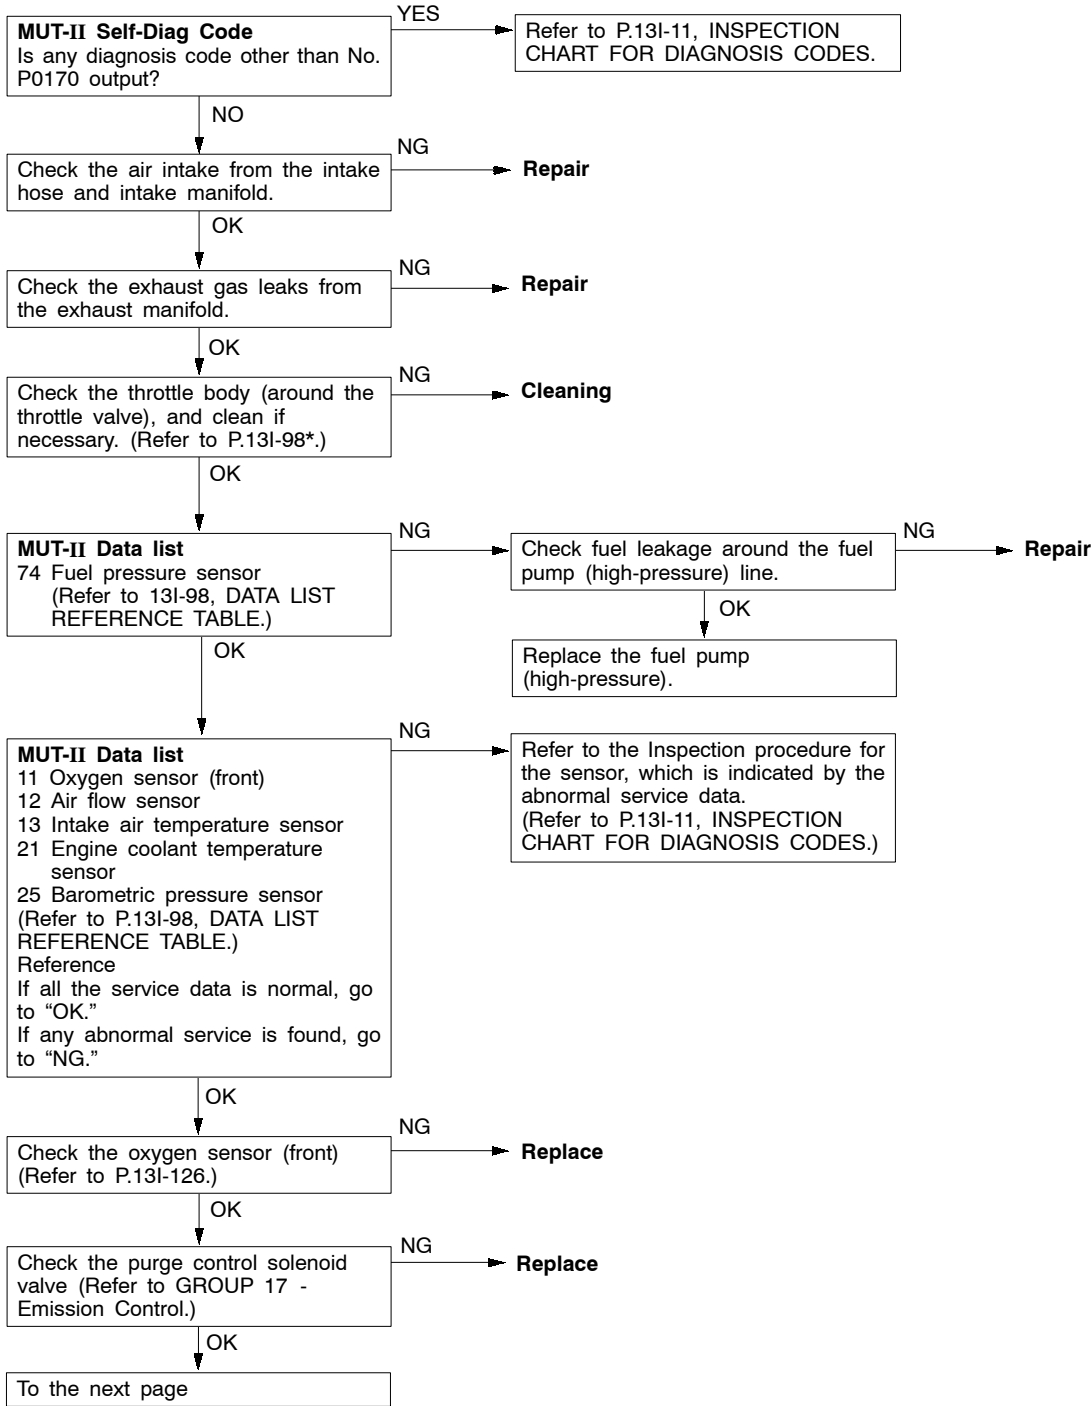 MUT-II Self-Diag Code
Is any diagnosis code other than No.
P0170 output?
YES
Refer to P.13I-11, INSPECTION
CHART FOR DIAGNOSIS CODES.
NO
Check the air intake from the intake
hose and intake manifold.
NG
Repair
OK
Check the exhaust gas leaks from
the exhaust manifold.
NG
Repair
OK
Check the throttle body (around the
throttle valve), and clean if
necessary. (Refer to P.13I-98*.)
NG
Cleaning
OK
MUT-II Data list
74 Fuel pressure sensor
(Refer to 13I-98, DATA LIST
REFERENCE TABLE.)
NG
Check fuel leakage around the fuel
pump (high-pressure) line.
NG
Repair
OK
Replace the fuel pump
(high-pressure).
OK
MUT-II Data list
11 Oxygen sensor (front)
12 Air flow sensor
13 Intake air temperature sensor
21 Engine coolant temperature
sensor
25 Barometric pressure sensor
(Refer to P.13I-98, DATA LIST
REFERENCE TABLE.)
Reference
If all the service data is normal, go
to “OK.”
If any abnormal service is found, go
to “NG.”
NG
Refer to the Inspection procedure for
the sensor, which is indicated by the
abnormal service data.
(Refer to P.13I-11, INSPECTION
CHART FOR DIAGNOSIS CODES.)
OK
Check the oxygen sensor (front)
(Refer to P.13I-126.)
NG
Replace
OK
Check the purge control solenoid
valve (Refer to GROUP 17 -
Emission Control.)
NG
Replace
OK
To the next page